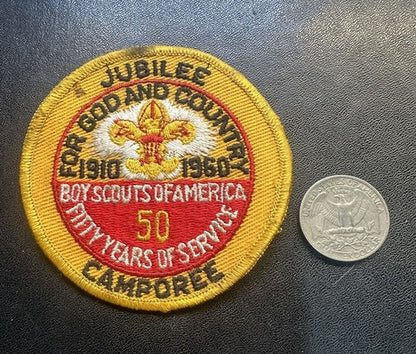 JUBILEE
FOR GOD AND COUNTRY
1910 1960
BOY SCOUTS OF AMERICA
50
FIFTY YEARS OF SERVICE
CAMPOREE